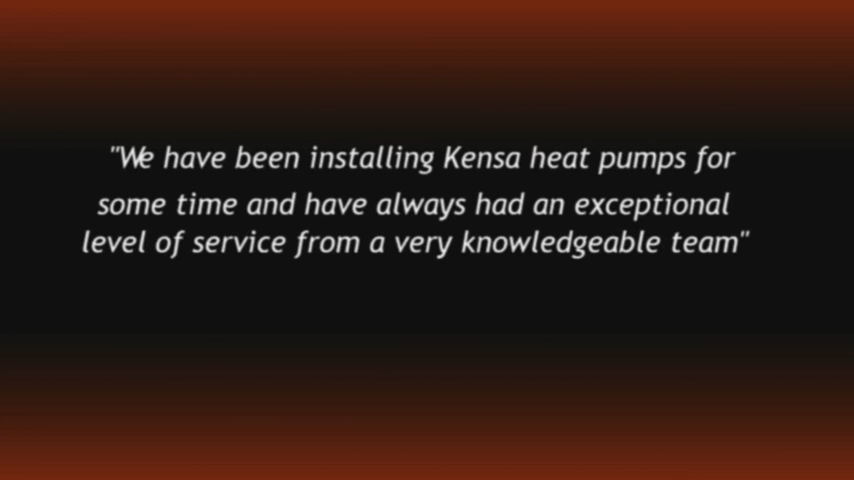 "We have been installing Kensa heat pumps for
some time and have always had an exceptional
level of service from a very knowledgeable team"